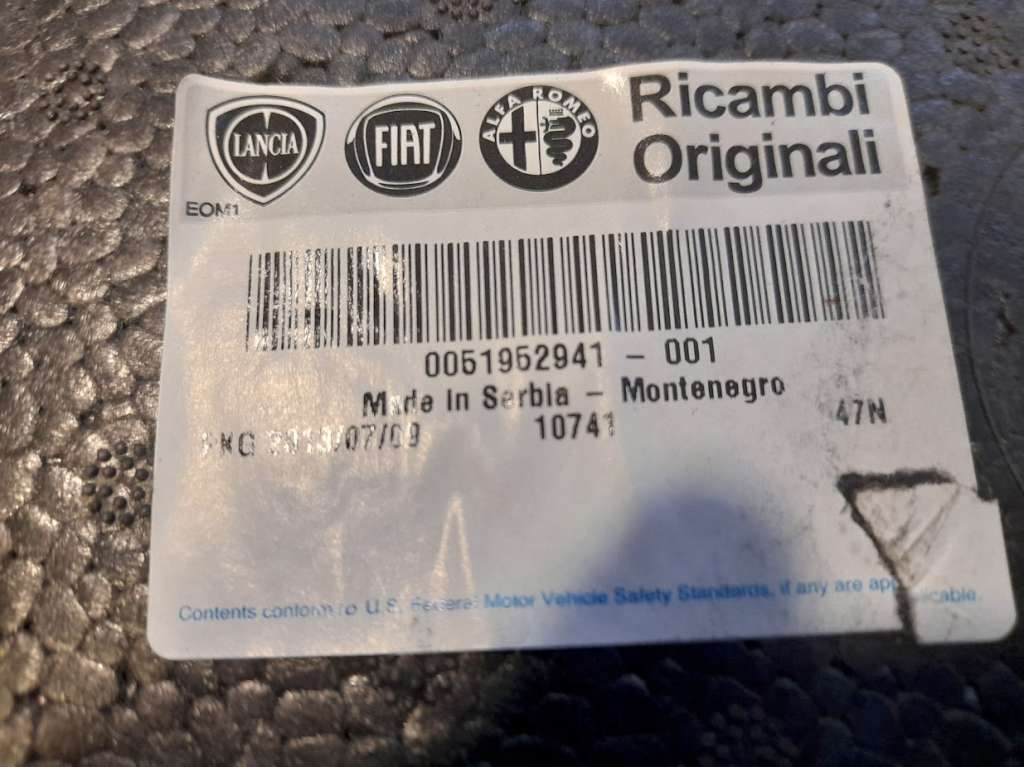 LANCIA
FIAT
ALFA ROMEO
Ricambi
Originali
EOM1
0051952941 - 001
Made In Serbia - Montenegro
10741
47N
Contents conform to U.S. Federal Motor Vehicle Safety Standards, if any are applicable.